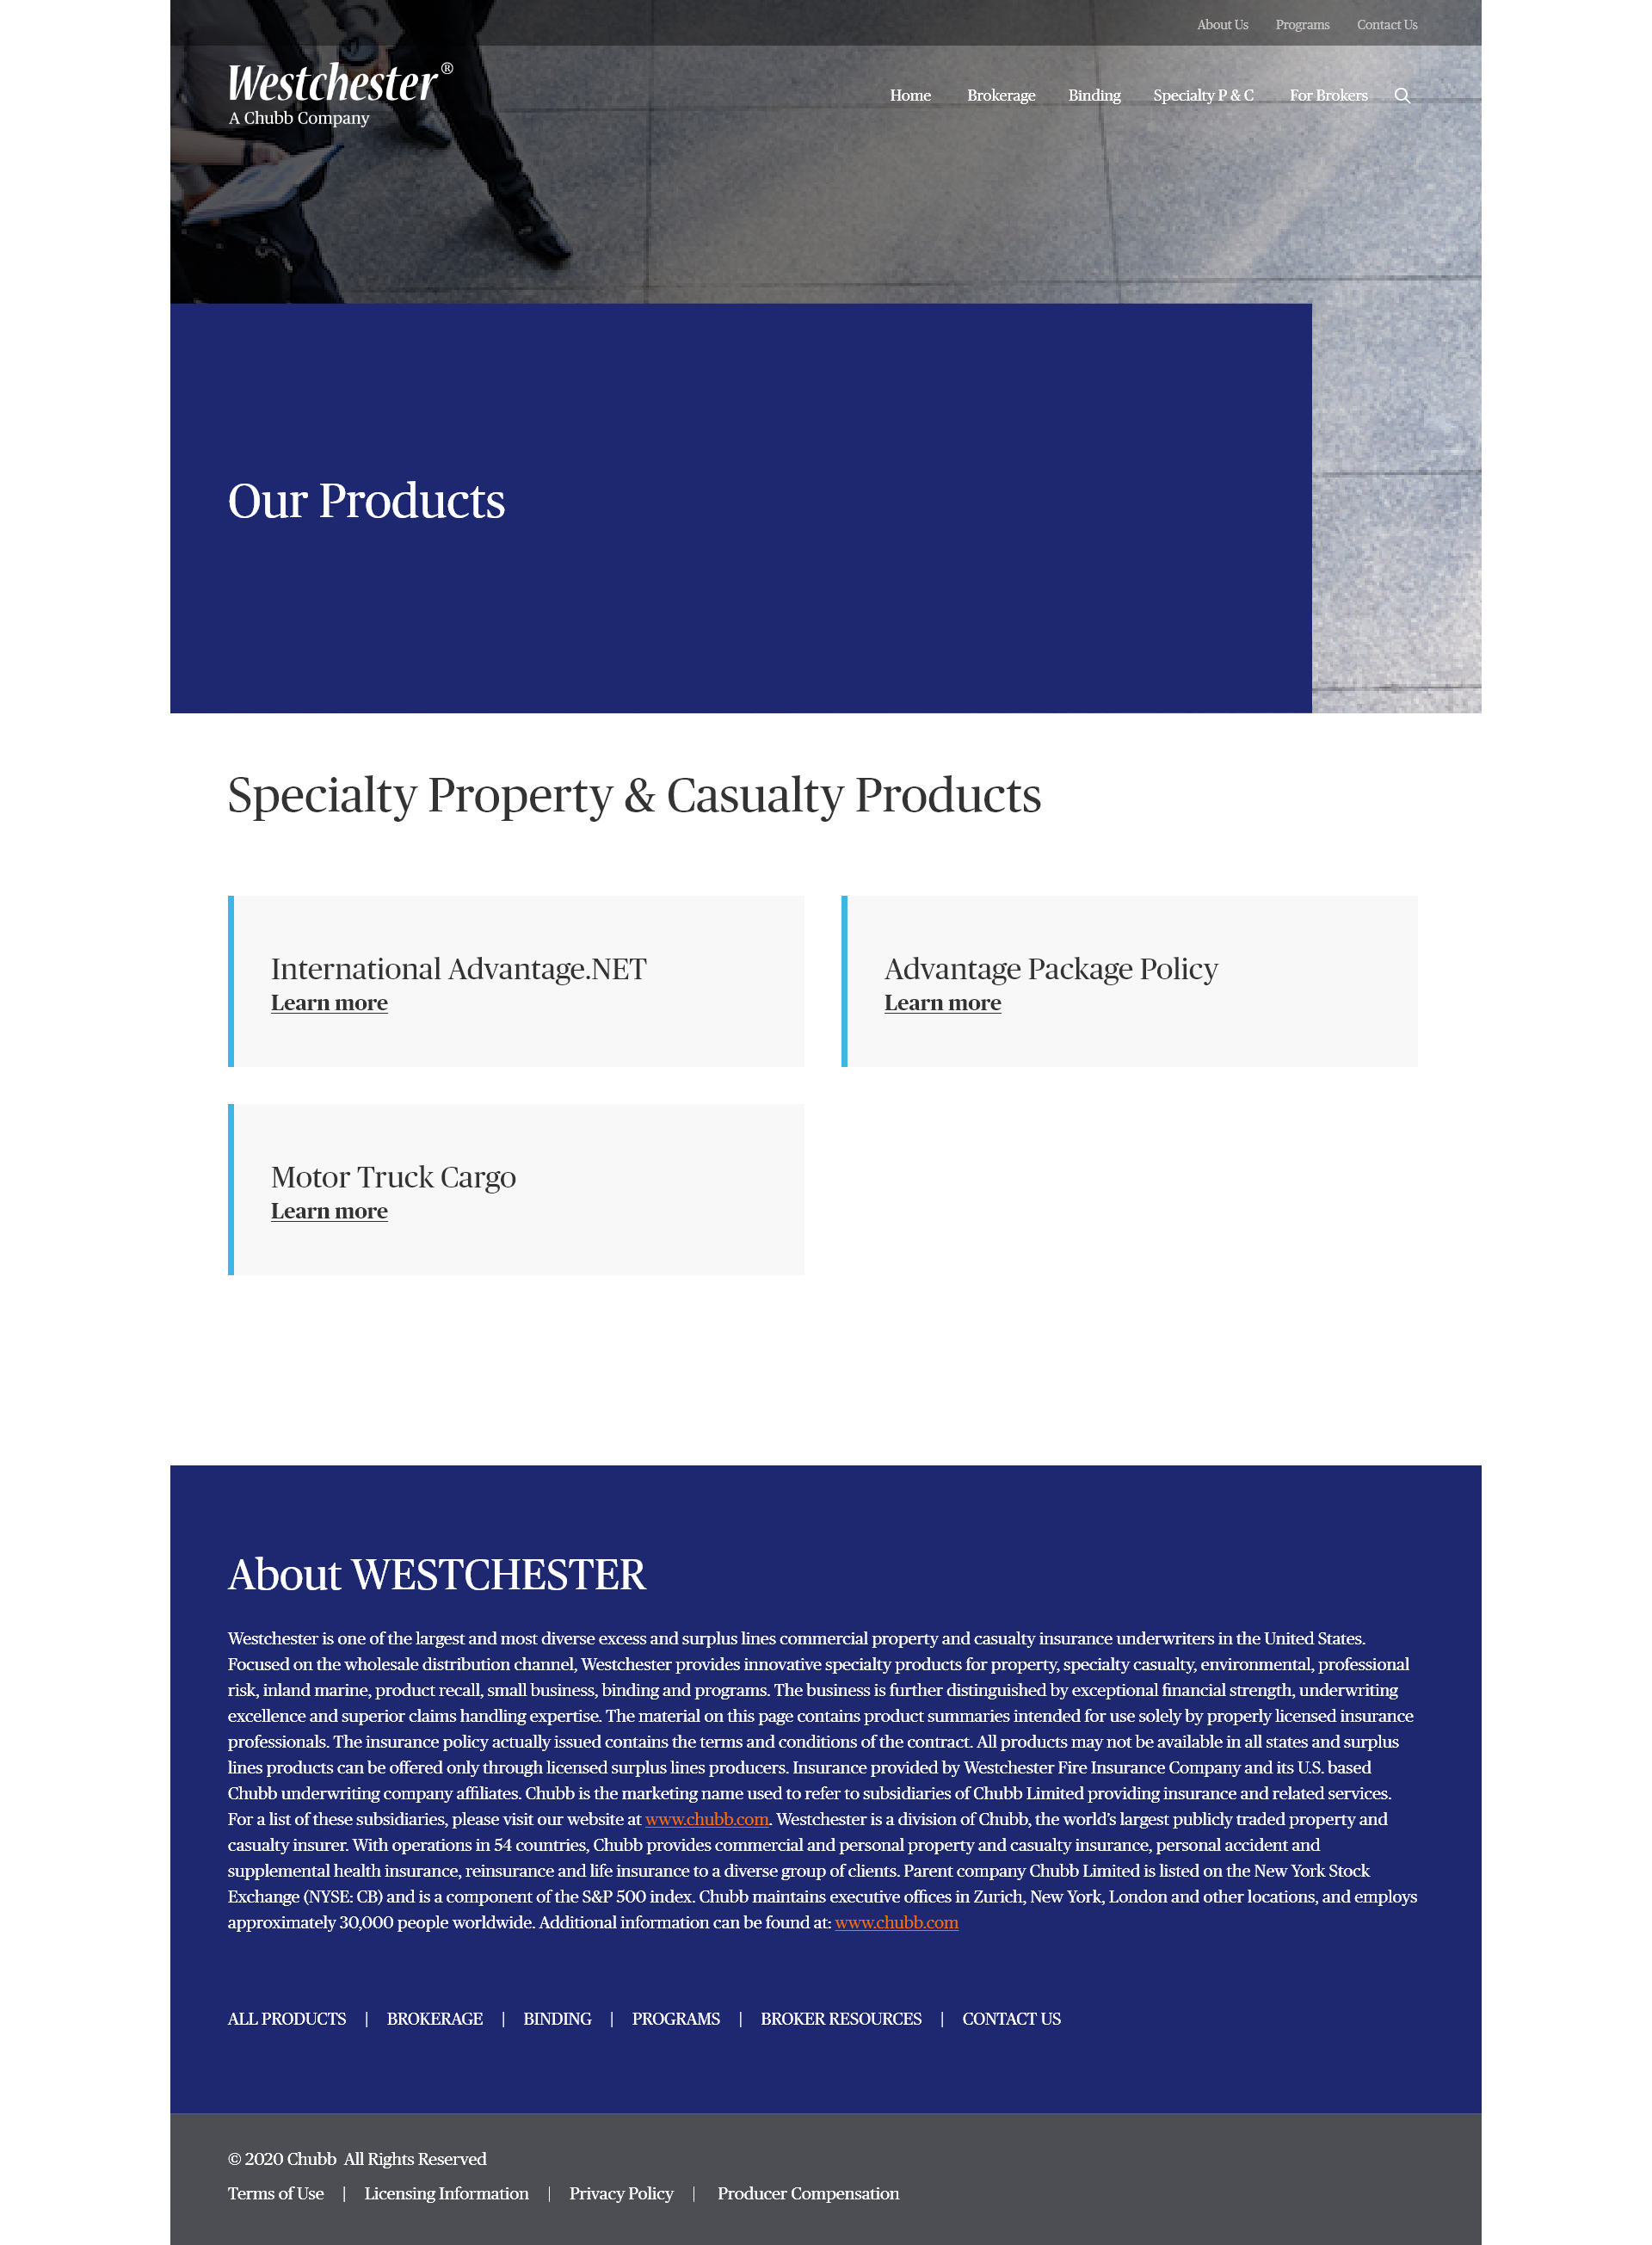 About Us Programs Contact Us
Westchester®
A Chubb Company
Home Brokerage Binding Specialty P & C For Brokers
Our Products
Specialty Property & Casualty Products
International Advantage.NET
Learn more
Advantage Package Policy
Learn more
Motor Truck Cargo
Learn more
About WESTCHESTER
Westchester is one of the largest and most diverse excess and surplus lines commercial property and casualty insurance underwriters in the United States.
Focused on the wholesale distribution channel, Westchester provides innovative specialty products for property, specialty casualty, environmental, professional
risk, inland marine, product recall, small business, binding and programs. The business is further distinguished by exceptional financial strength, underwriting
excellence and superior claims handling expertise. The material on this page contains product summaries intended for use solely by properly licensed insurance
professionals. The insurance policy actually issued contains the terms and conditions of the contract. All products may not be available in all states and surplus
lines products can be offered only through licensed surplus lines producers. Insurance provided by Westchester Fire Insurance Company and its U.S. based
Chubb underwriting company affiliates. Chubb is the marketing name used to refer to subsidiaries of Chubb Limited providing insurance and related services.
For a list of these subsidiaries, please visit our website at www.chubb.com. Westchester is a division of Chubb, the world’s largest publicly traded property and
casualty insurer. With operations in 54 countries, Chubb provides commercial and personal property and casualty insurance, personal accident and
supplemental health insurance, reinsurance and life insurance to a diverse group of clients. Parent company Chubb Limited is listed on the New York Stock
Exchange (NYSE: CB) and is a component of the S&P 500 index. Chubb maintains executive offices in Zurich, New York, London and other locations, and employs
approximately 30,000 people worldwide. Additional information can be found at: www.chubb.com
ALL PRODUCTS | BROKERAGE | BINDING | PROGRAMS | BROKER RESOURCES | CONTACT US
© 2020 Chubb All Rights Reserved
Terms of Use | Licensing Information | Privacy Policy | Producer Compensation